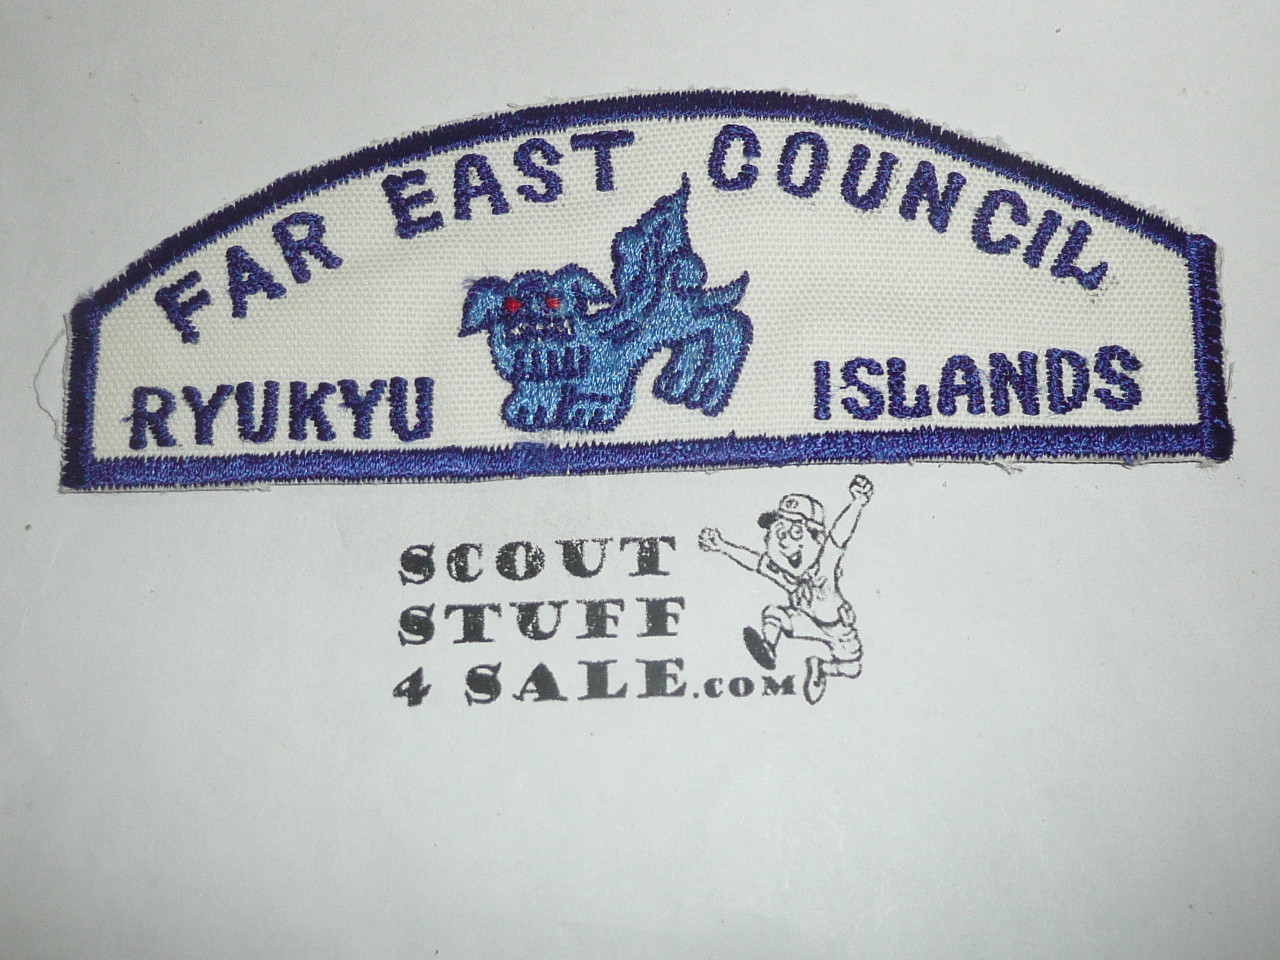 FAR EAST COUNCIL
RYUKYU ISLANDS
SCOUT
STUFF
4 SALE.COM